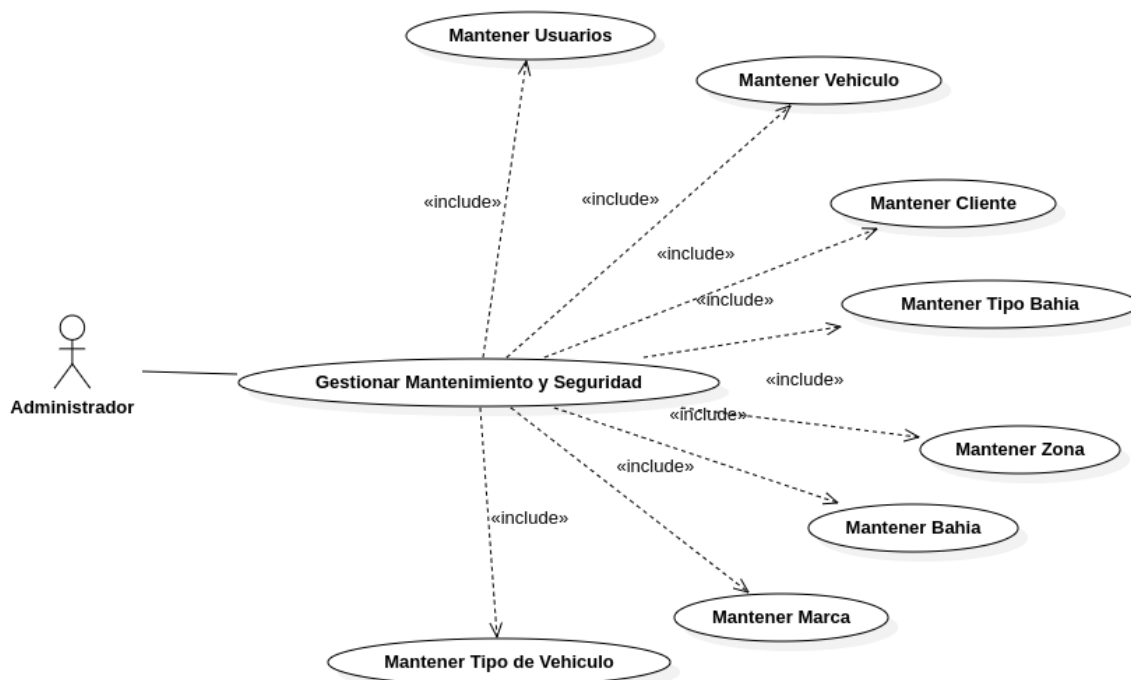 Mantener Usuarios
Mantener Vehiculo
«include»
«include»
Mantener Cliente
«include»
«include»
Mantener Tipo Bahia
Administrador
Gestionar Mantenimiento y Seguridad
«include»
«include»
Mantener Zona
«include»
Mantener Bahia
«include»
Mantener Marca
Mantener Tipo de Vehiculo